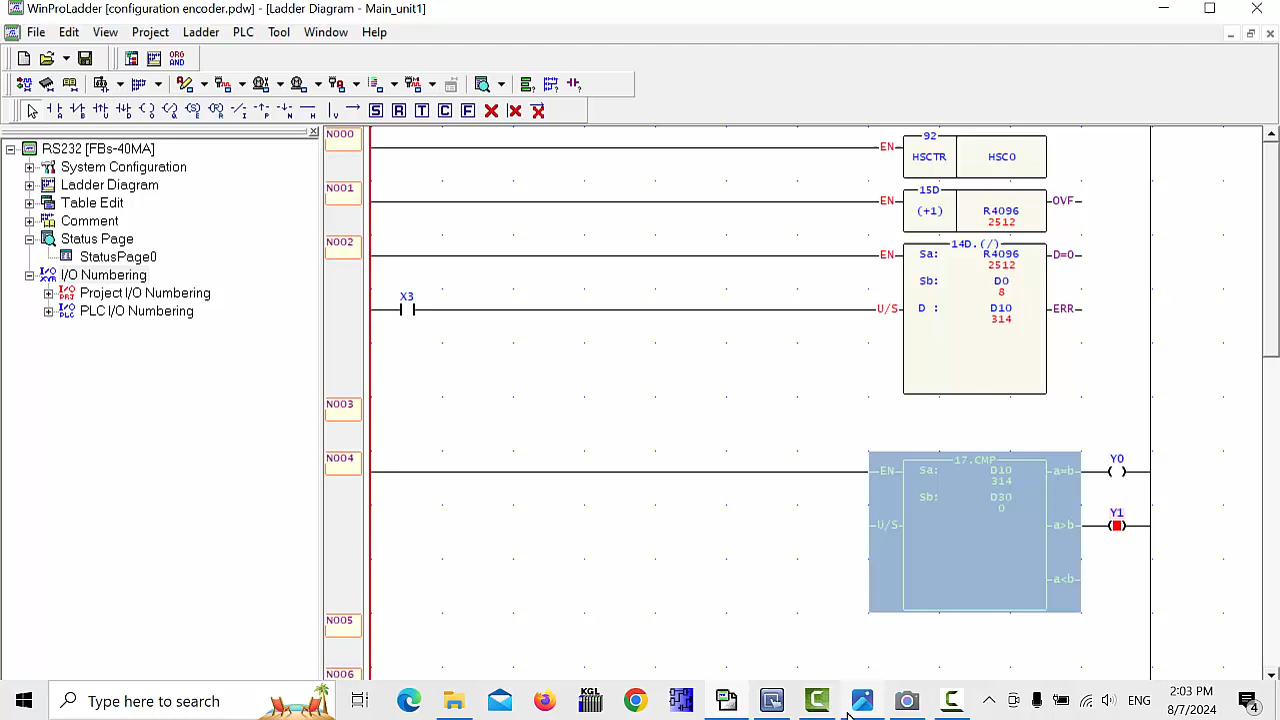 WinProLadder [configuration encoder.pdw] - [Ladder Diagram - Main_unit1]
File Edit View Project Ladder PLC Tool Window Help
ORG
AND
A B U D O Q E R I P N H V
S R T C F
RS232 [FBs-40MA]
System Configuration
Ladder Diagram
Table Edit
Comment
Status Page
StatusPage0
I/O Numbering
Project I/O Numbering
PLC I/O Numbering
N000
92
EN HSCTR HSC0
N001
15D
EN (+1) R4096 OVF
2512
N002
14D.(/)
EN Sa: R4096 D=0
2512
Sb: D0
8
X3
U/S D : D10 ERR
314
N003
N004
17.CMP
EN Sa: D10 a=b Y0
314
Sb: D30
0
U/S a>b Y1
a<b
N005
N006
Type here to search
KGL
ENG
2:03 PM
8/7/2024
4